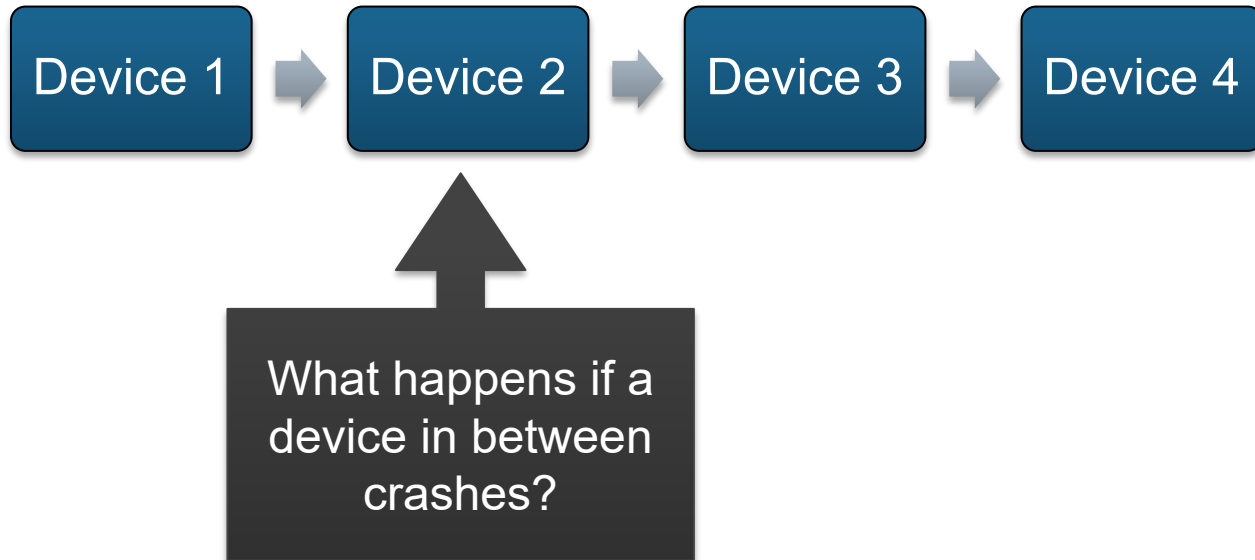 Device 1
Device 2
Device 3
Device 4
What happens if a
device in between
crashes?